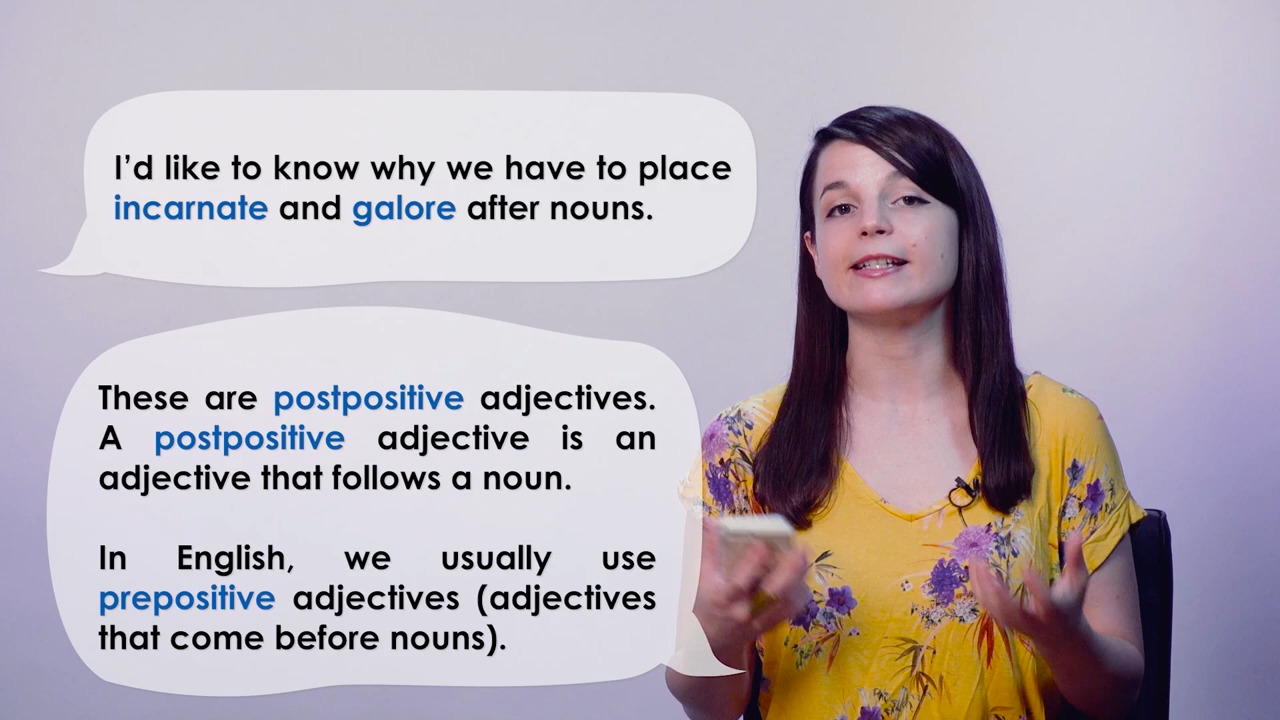 I'd like to know why we have to place
incarnate and galore after nouns.
These are postpositive adjectives.
A postpositive adjective is an
adjective that follows a noun.
In English, we usually use
prepositive adjectives (adjectives
that come before nouns).